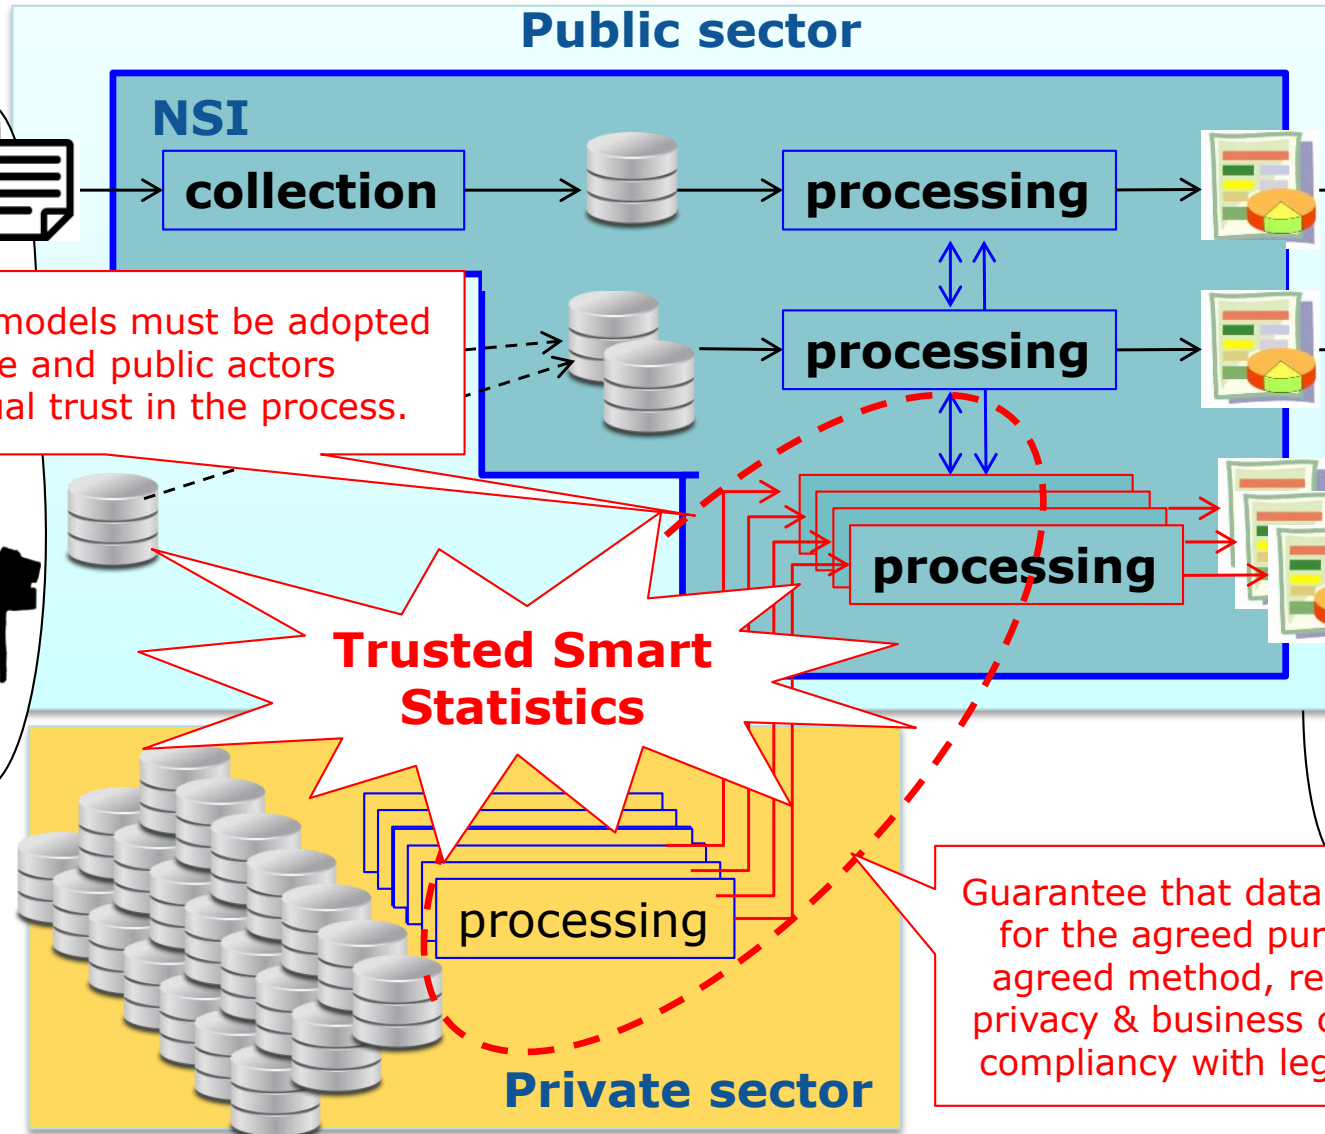 Public sector
NSI
collection
processing
models must be adopted
e and public actors
ual trust in the process.
processing
processing
Trusted Smart
Statistics
processing
Guarantee that data
for the agreed pur
agreed method, re
privacy & business
compliancy with leg
Private sector